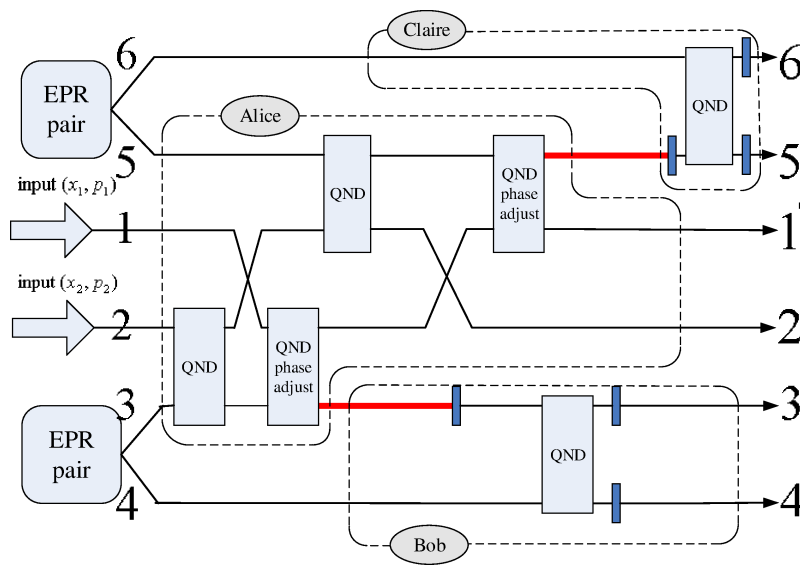 Claire
6
6
EPR
pair
QND
Alice
5
QND
QND
phase
adjust
5
input (x₁, p₁)
1
1'
input (x₂, p₂)
2
2
QND
QND
phase
adjust
3
3
EPR
pair
QND
4
4
Bob